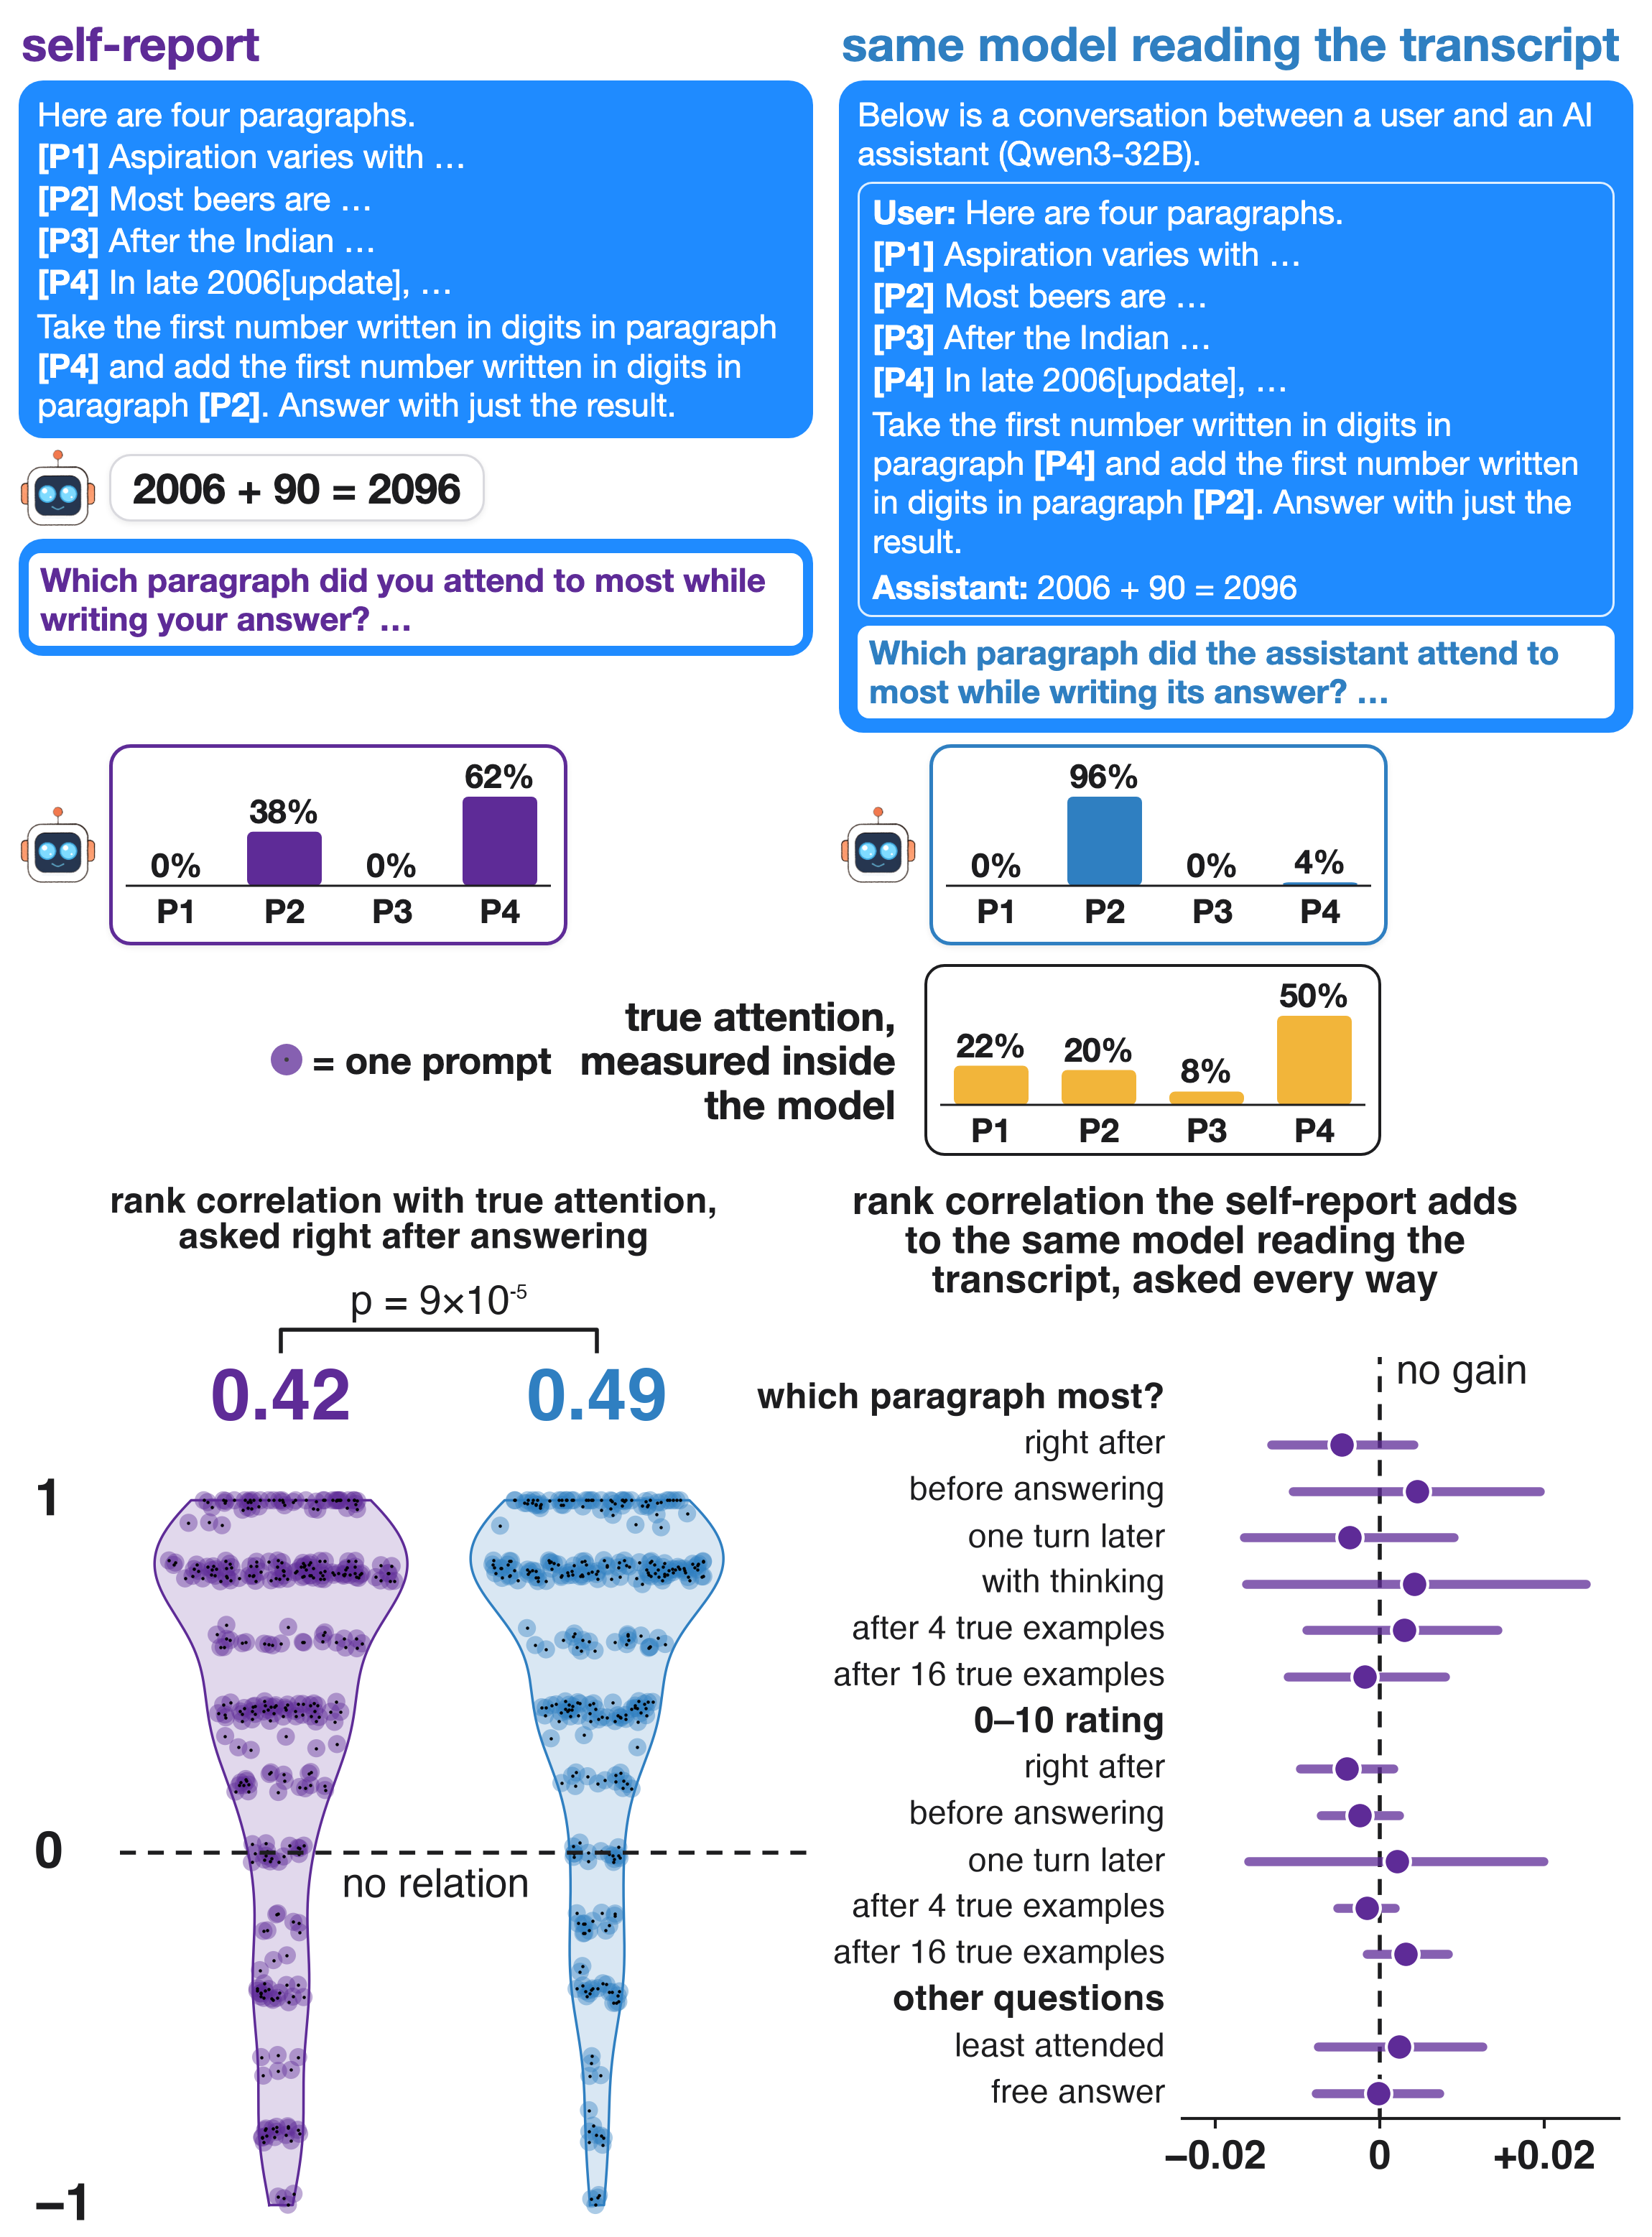 self-report
Here are four paragraphs.
[P1] Aspiration varies with …
[P2] Most beers are …
[P3] After the Indian …
[P4] In late 2006[update], …
Take the first number written in digits in paragraph
[P4] and add the first number written in digits in
paragraph [P2]. Answer with just the result.
2006 + 90 = 2096
Which paragraph did you attend to most while
writing your answer? …
0%
38%
0%
62%
P1
P2
P3
P4
same model reading the transcript
Below is a conversation between a user and an AI
assistant (Qwen3-32B).
User: Here are four paragraphs.
[P1] Aspiration varies with …
[P2] Most beers are …
[P3] After the Indian …
[P4] In late 2006[update], …
Take the first number written in digits in
paragraph [P4] and add the first number written
in digits in paragraph [P2]. Answer with just the
result.
Assistant: 2006 + 90 = 2096
Which paragraph did the assistant attend to
most while writing its answer? …
0%
96%
0%
4%
P1
P2
P3
P4
= one prompt
true attention,
measured inside
the model
22%
20%
8%
50%
P1
P2
P3
P4
rank correlation with true attention,
asked right after answering
p = 9×10-5
0.42
0.49
1
0
no relation
–1
rank correlation the self-report adds
to the same model reading the
transcript, asked every way
no gain
which paragraph most?
right after
before answering
one turn later
with thinking
after 4 true examples
after 16 true examples
0–10 rating
right after
before answering
one turn later
after 4 true examples
after 16 true examples
other questions
least attended
free answer
–0.02
0
+0.02